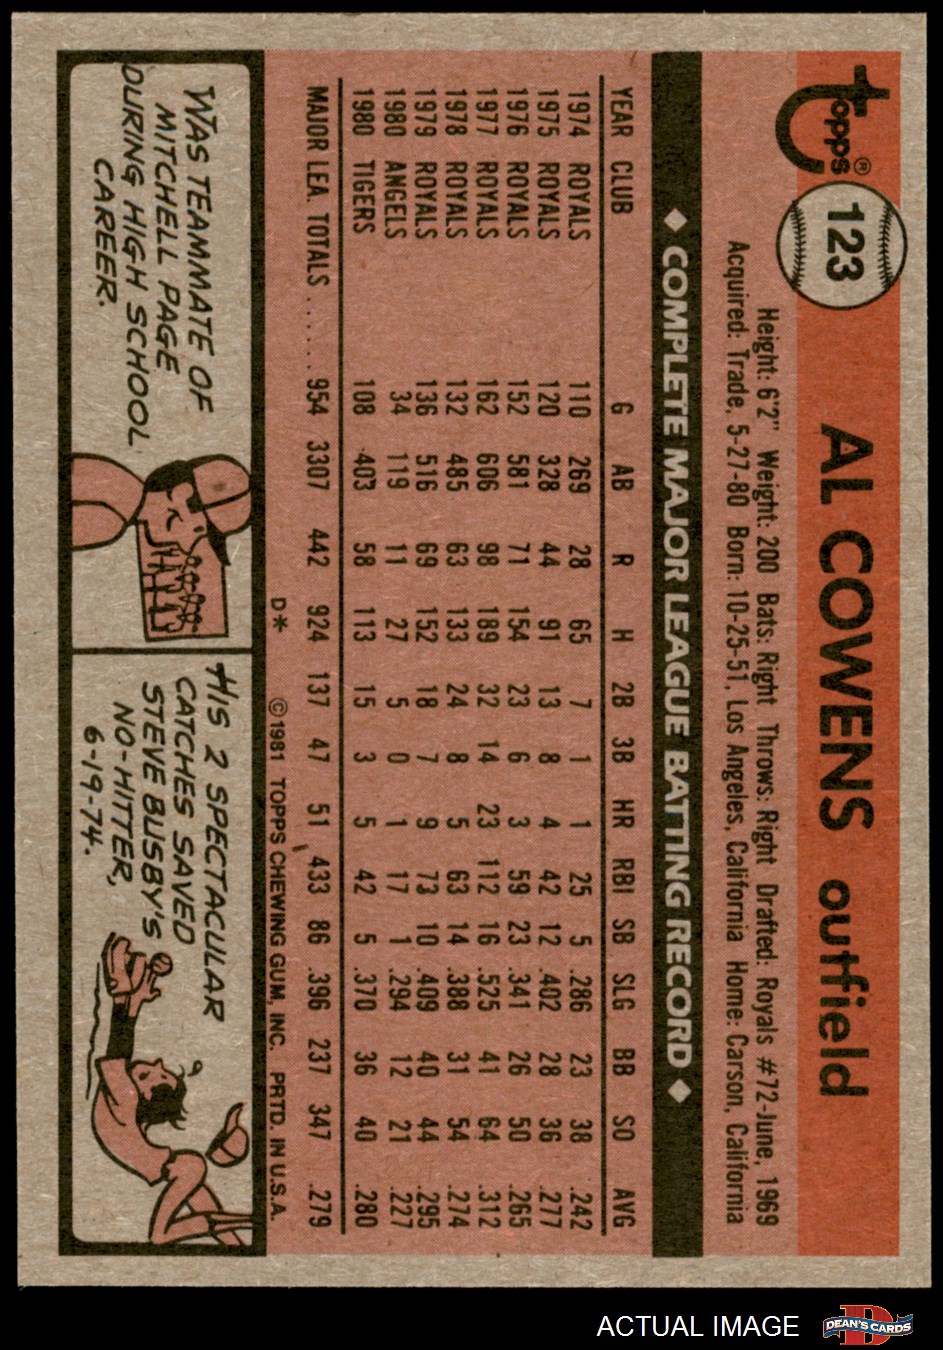 topps®
123
AL COWENS outfield
Height: 6'2" Weight: 200 Bats: Right Throws: Right Drafted: Royals #72-June, 1969
Acquired: Trade, 5-27-80 Born: 10-25-51, Los Angeles, California Home: Carson, California
◆ COMPLETE MAJOR LEAGUE BATTING RECORD ◆
YEAR CLUB G AB R H 2B 3B HR RBI SB SLG BB SO AVG
1974 ROYALS 110 269 28 65 7 1 1 25 5 .286 23 38 .242
1975 ROYALS 120 328 44 91 13 8 4 42 12 .402 28 36 .277
1976 ROYALS 152 581 71 154 23 6 3 59 23 .341 26 50 .265
1977 ROYALS 162 606 98 189 32 14 23 112 16 .525 41 64 .312
1978 ROYALS 132 485 63 133 24 8 5 63 14 .388 31 54 .274
1979 ROYALS 136 516 69 152 18 7 9 73 10 .409 40 44 .295
1980 ANGELS 34 119 11 27 5 0 1 17 1 .294 12 21 .227
1980 TIGERS 108 403 58 113 15 3 5 42 5 .370 36 40 .280
MAJOR LEA. TOTALS ...... 954 3307 442 924 137 47 51 433 86 .396 237 347 .279
D* ©1981 TOPPS CHEWING GUM, INC. PRTD. IN U.S.A.
WAS TEAMMATE OF
MITCHELL PAGE
DURING HIGH SCHOOL
CAREER.
HIS 2 SPECTACULAR
CATCHES SAVED
STEVE BUSBY'S
NO-HITTER,
6-19-74.
ACTUAL IMAGE
DEAN'S CARDS